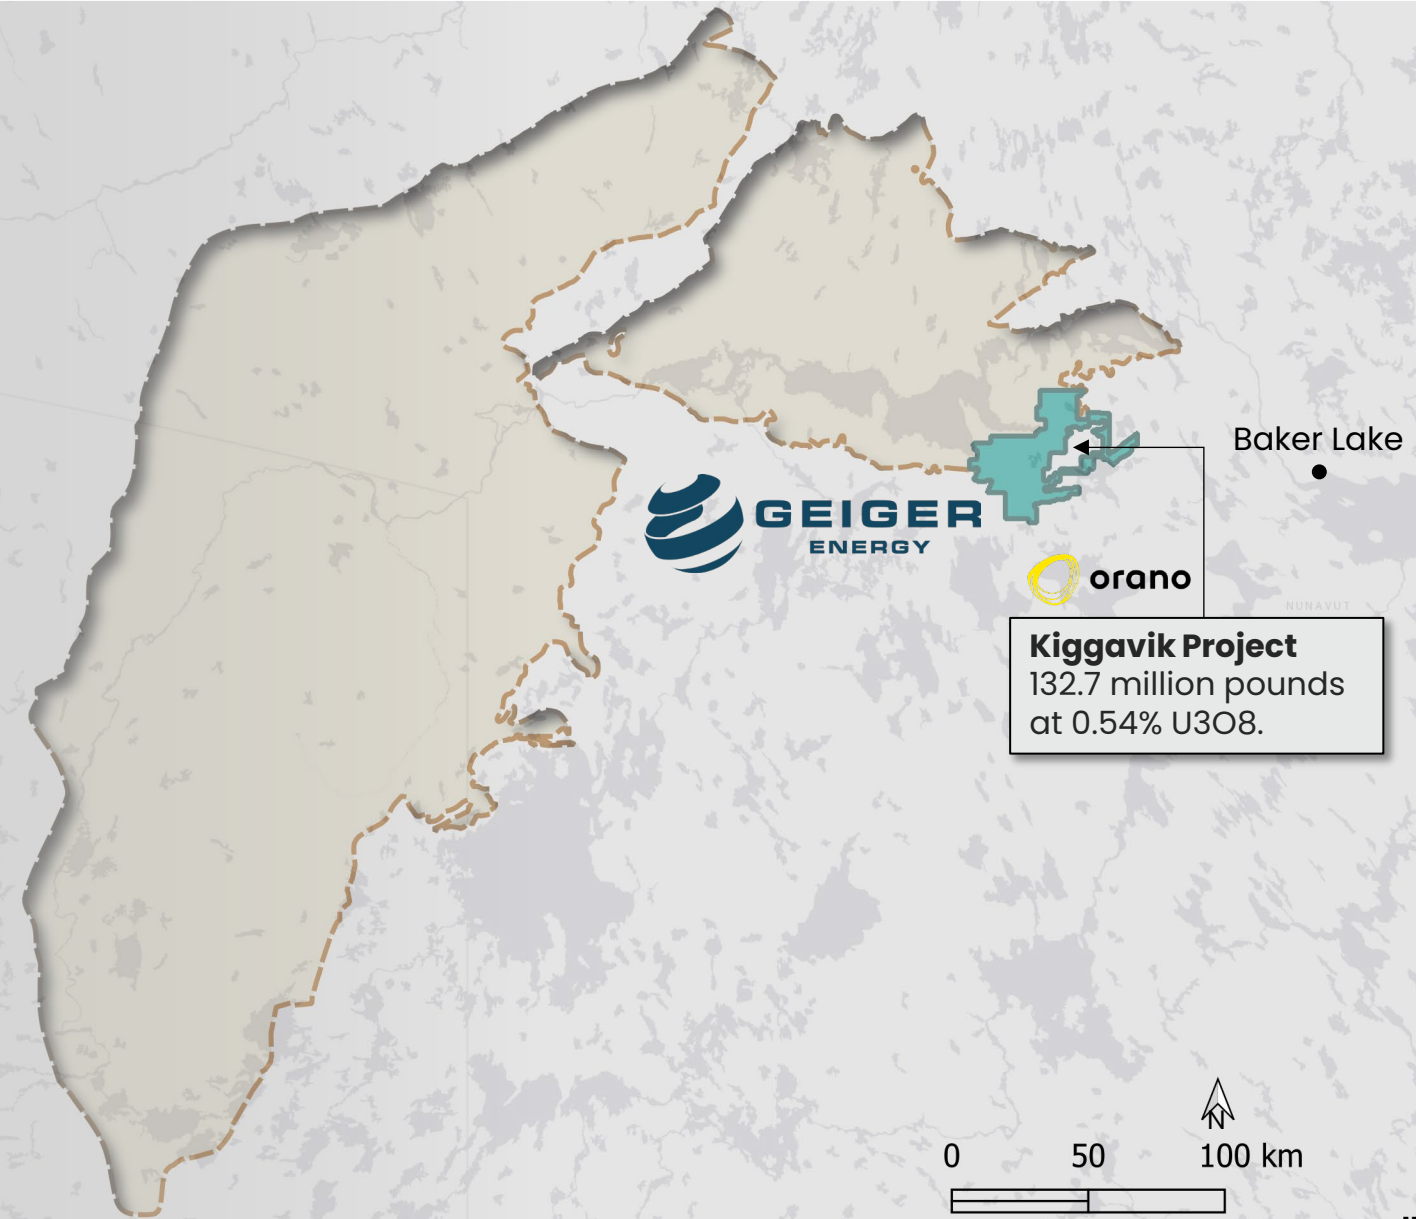 Baker Lake
GEIGER
ENERGY
orano
NUNAVUT
Kiggavik Project
132.7 million pounds
at 0.54% U3O8.
N
0 50 100 km